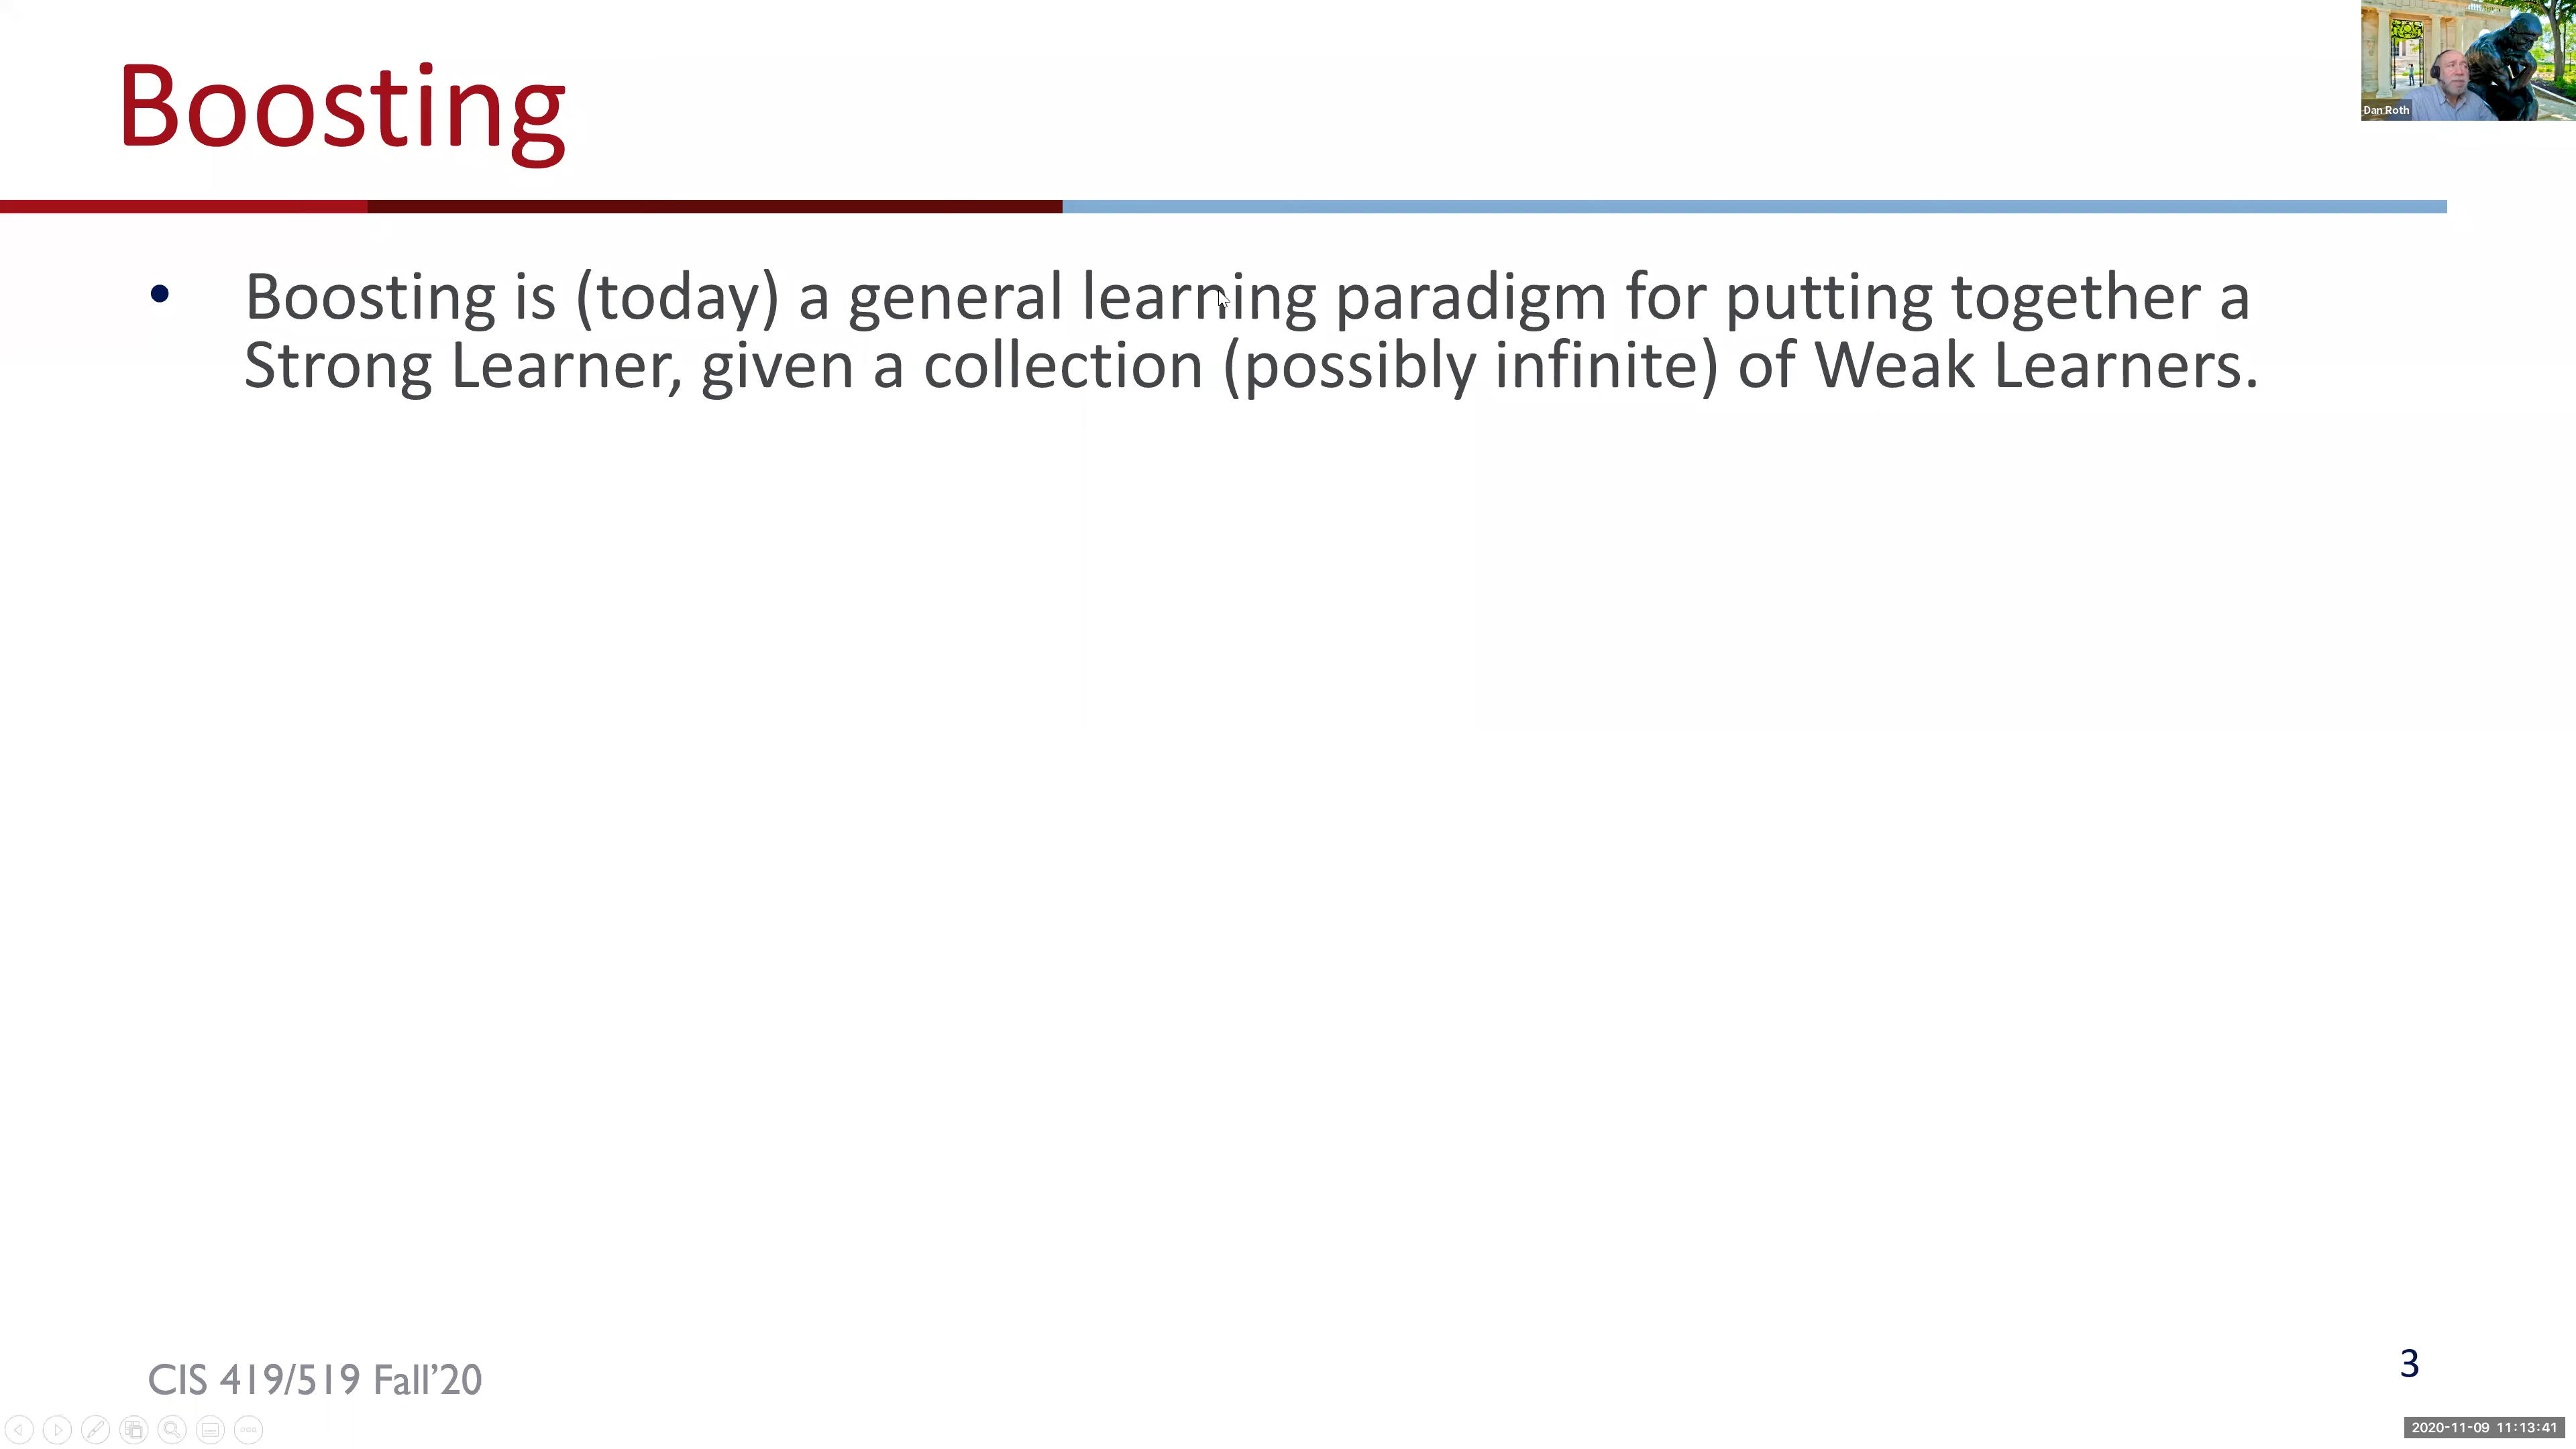 Boosting
Dan Roth
• Boosting is (today) a general learning paradigm for putting together a
Strong Learner, given a collection (possibly infinite) of Weak Learners.
CIS 419/519 Fall’20
3
2020-11-09 11:13:41